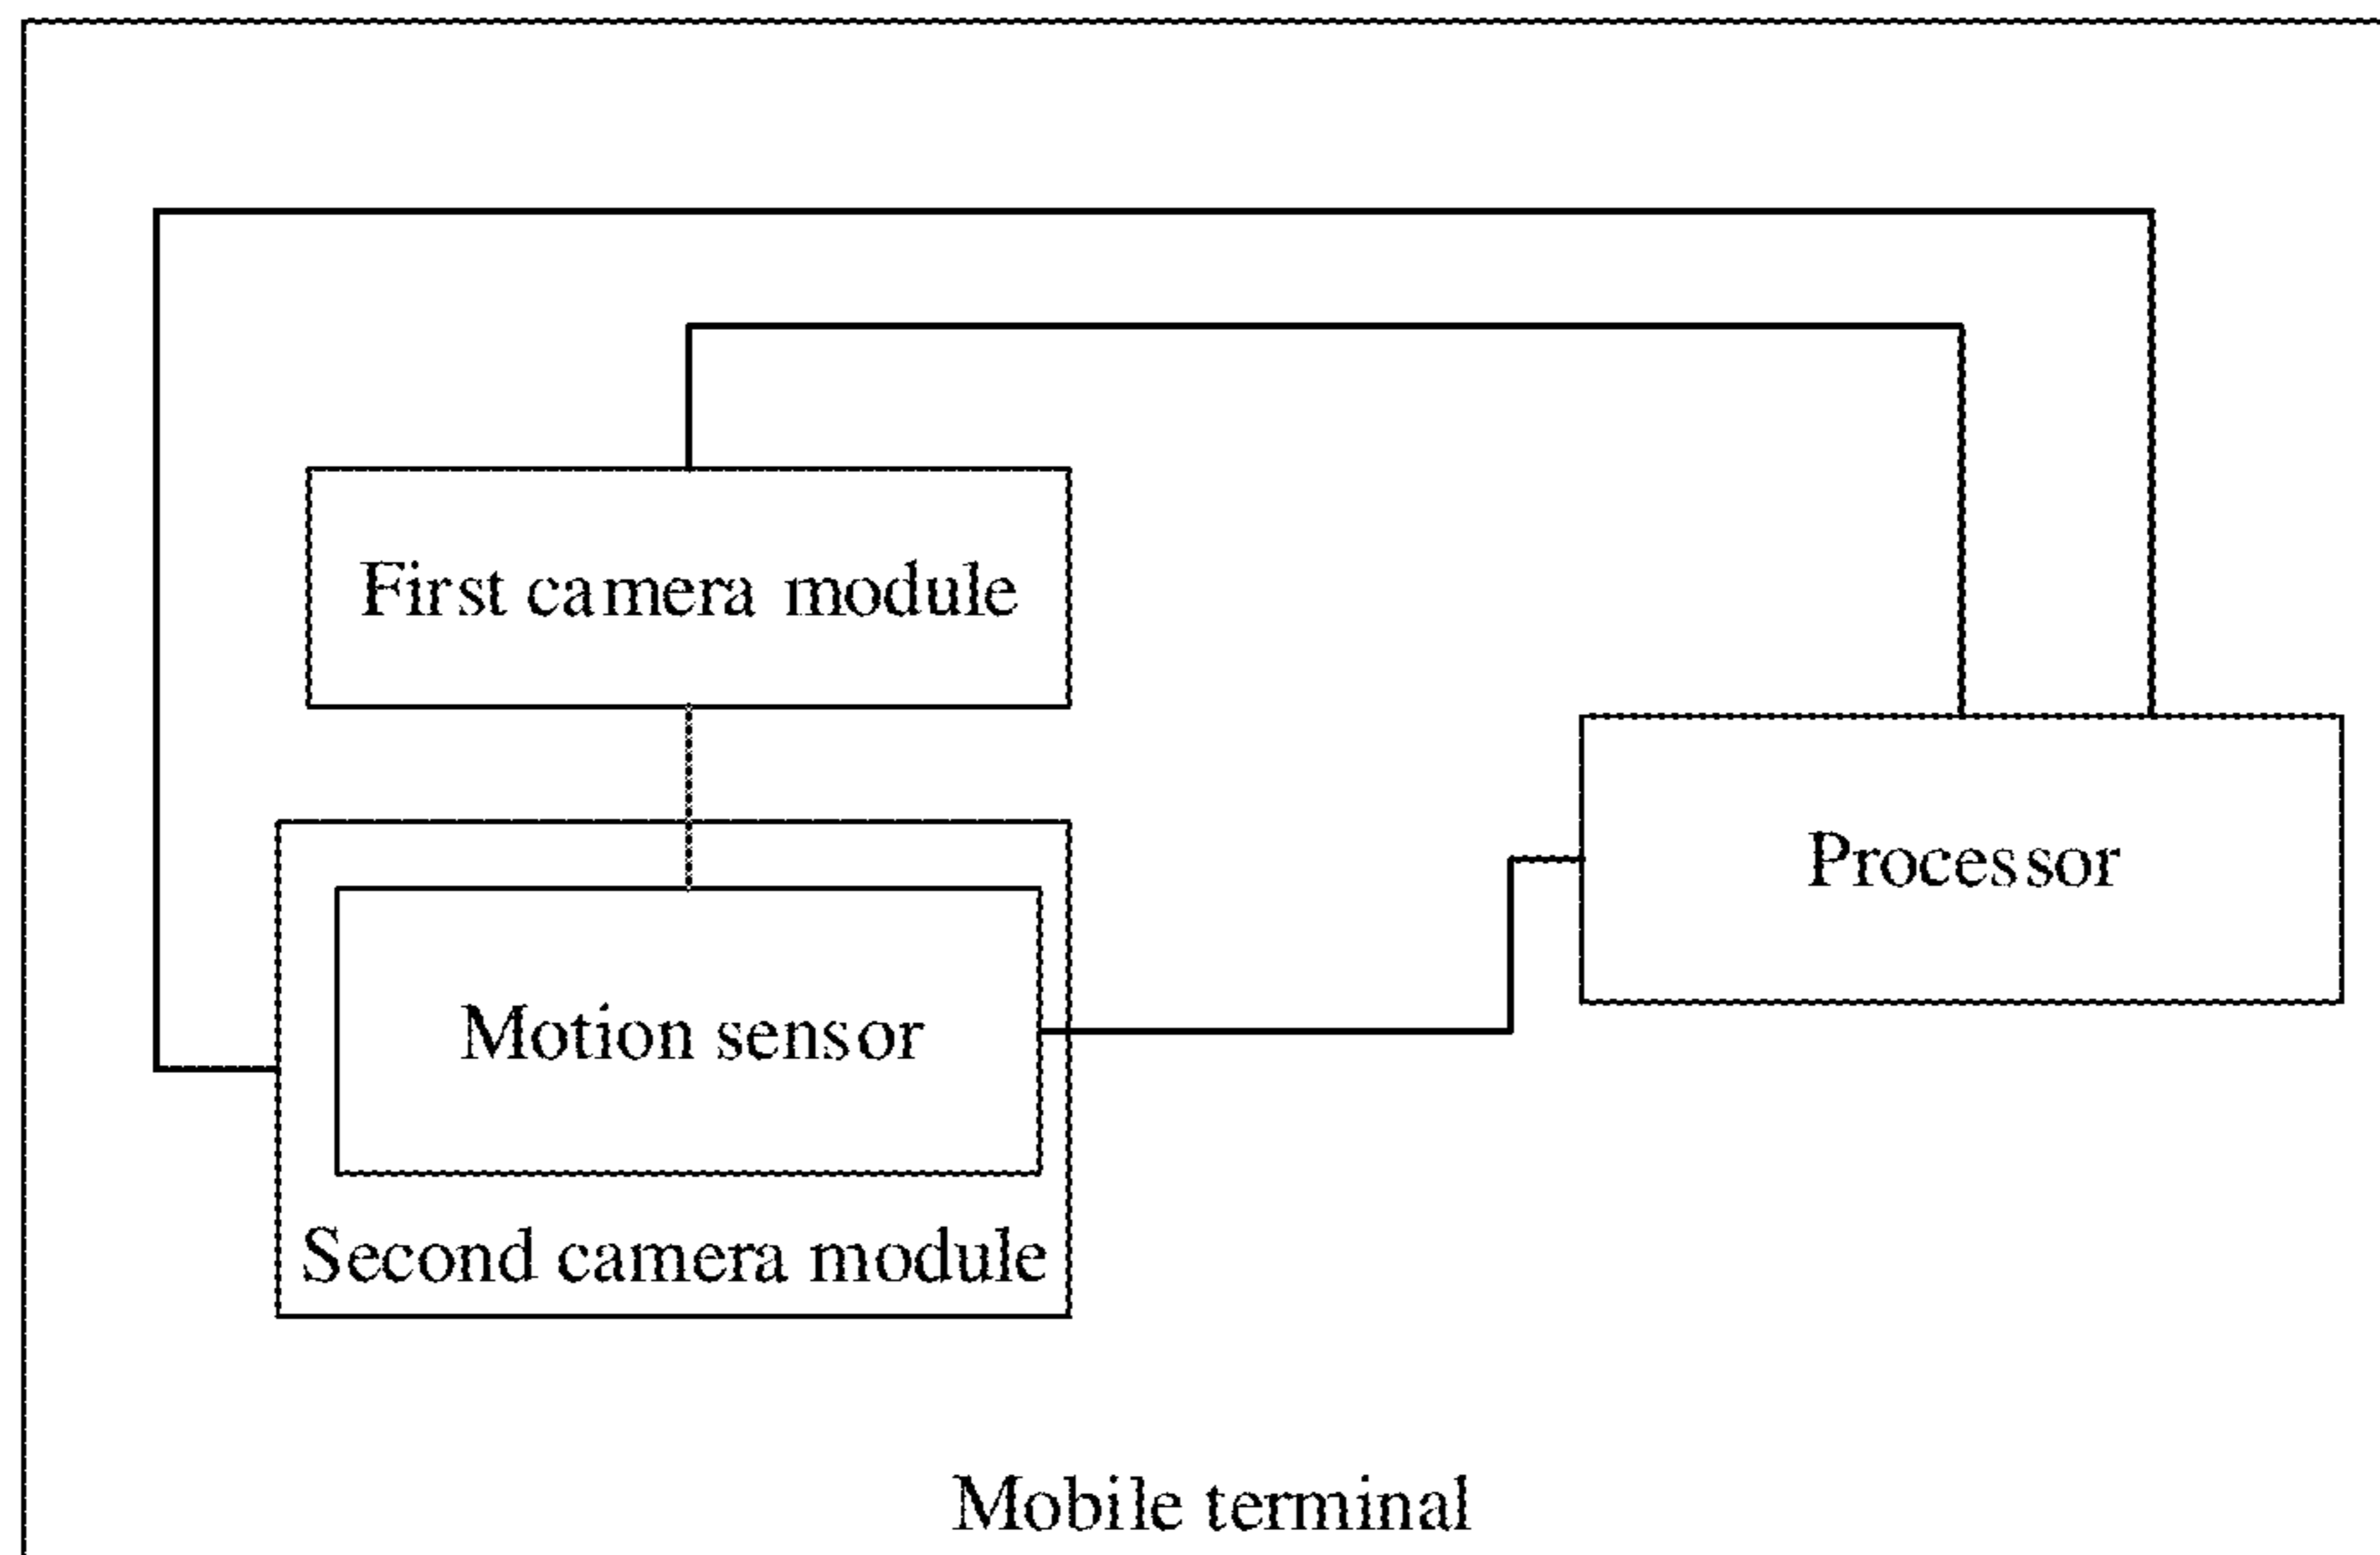 First camera module
Processor
Motion sensor
Second camera module
Mobile terminal